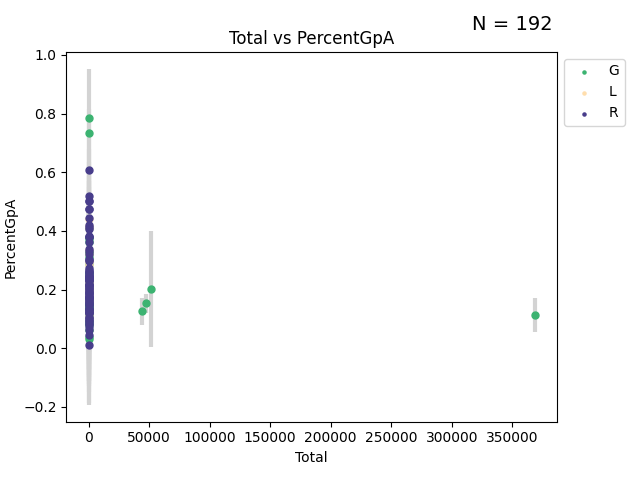 N = 192
Total vs PercentGpA
G
L
R
1.0
0.8
0.6
0.4
0.2
0.0
−0.2
PercentGpA
0 50000 100000 150000 200000 250000 300000 350000
Total